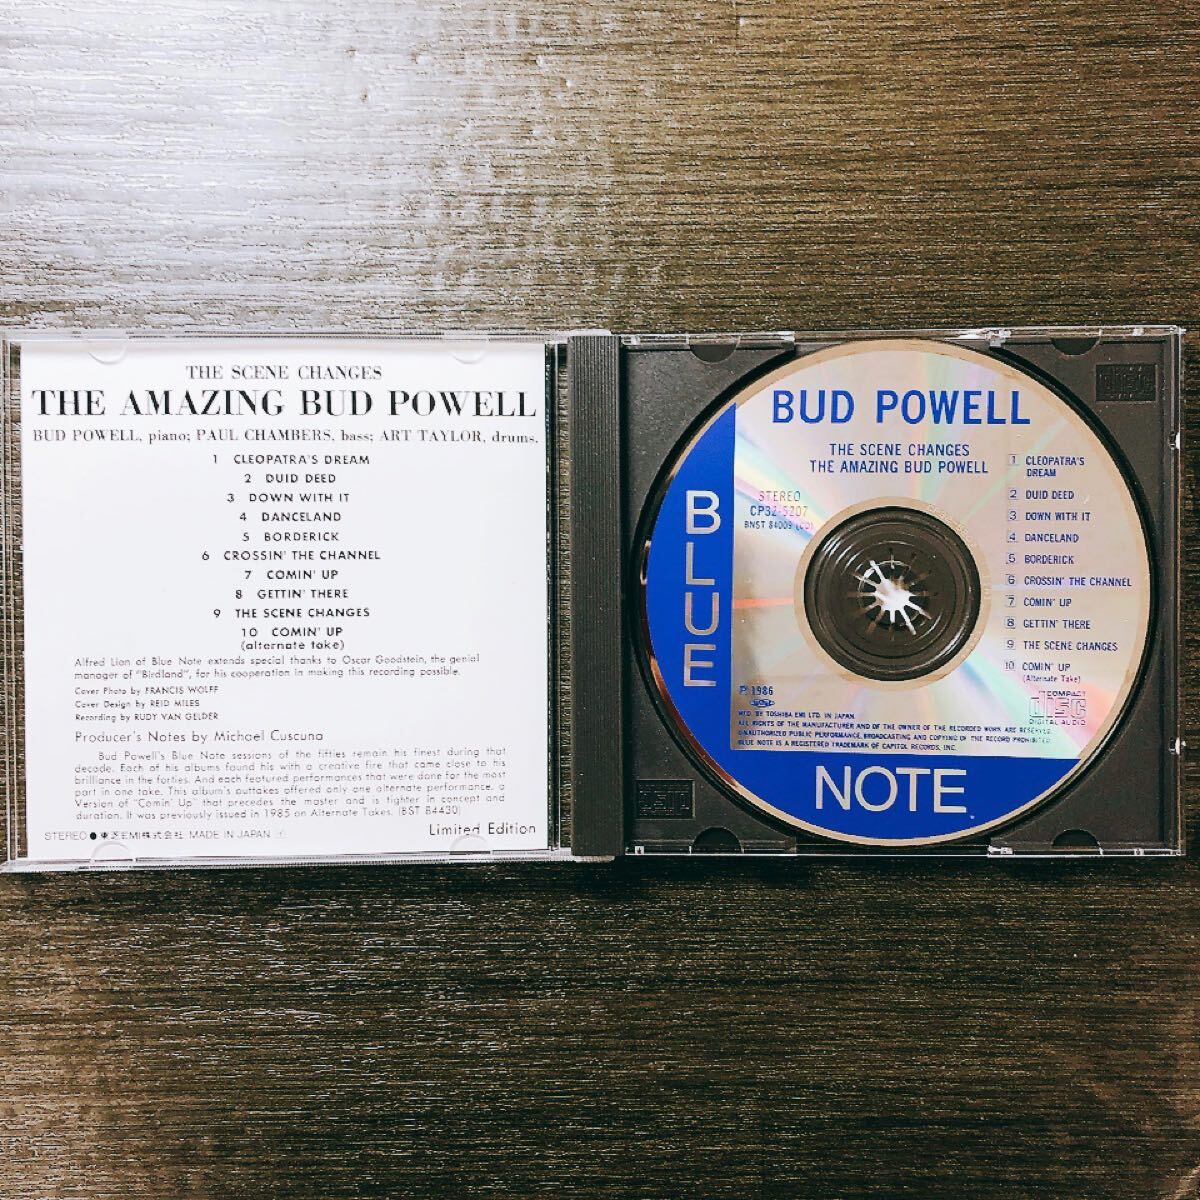 THE SCENE CHANGES
THE AMAZING BUD POWELL
BUD POWELL, piano; PAUL CHAMBERS, bass; ART TAYLOR, drums.
1 CLEOPATRA'S DREAM
2 DUID DEED
3 DOWN WITH IT
4 DANCELAND
5 BORDERICK
6 CROSSIN' THE CHANNEL
7 COMIN' UP
8 GETTIN' THERE
9 THE SCENE CHANGES
10 COMIN' UP
(alternate take)
Alfred Lion of Blue Note extends special thanks to Oscar Goodstein, the genial
manager of "Birdland", for his cooperation in making this recording possible.
Cover Photo by FRANCIS WOLFF
Cover Design by REID MILES
Recording by RUDY VAN GELDER
Producer's Notes by Michael Cuscuna
Bud Powell's Blue Note sessions of the fifties remain his finest during that
decade. Each of his albums found his with a creative fire that came close to his
brilliance in the forties. And each featured performances that were done for the most
part in one take. This album's outtakes offered only one alternate performance, a
Version of "Comin' Up" that precedes the master and is tighter in concept and
duration. It was previously issued in 1985 on Alternate Takes. (BST 84430)
STEREO ● 東芝EMI株式会社 MADE IN JAPAN
Limited Edition
BUD POWELL
THE SCENE CHANGES
THE AMAZING BUD POWELL
STEREO
CP32-5207
BNST 84009 (CD)
1 CLEOPATRA'S
DREAM
2 DUID DEED
3 DOWN WITH IT
4 DANCELAND
5 BORDERICK
6 CROSSIN' THE CHANNEL
7 COMIN' UP
8 GETTIN' THERE
9 THE SCENE CHANGES
10 COMIN' UP
(Alternate Take)
COMPACT
disc
DIGITAL AUDIO
℗ 1986
MFD. BY TOSHIBA EMI LTD. IN JAPAN.
ALL RIGHTS OF THE MANUFACTURER AND OF THE OWNER OF THE RECORDED WORK ARE RESERVED.
UNAUTHORIZED PUBLIC PERFORMANCE, BROADCASTING AND COPYING OF THE RECORD PROHIBITED.
BLUE NOTE IS A REGISTERED TRADEMARK OF CAPITOL RECORDS, INC.
BLUE
NOTE